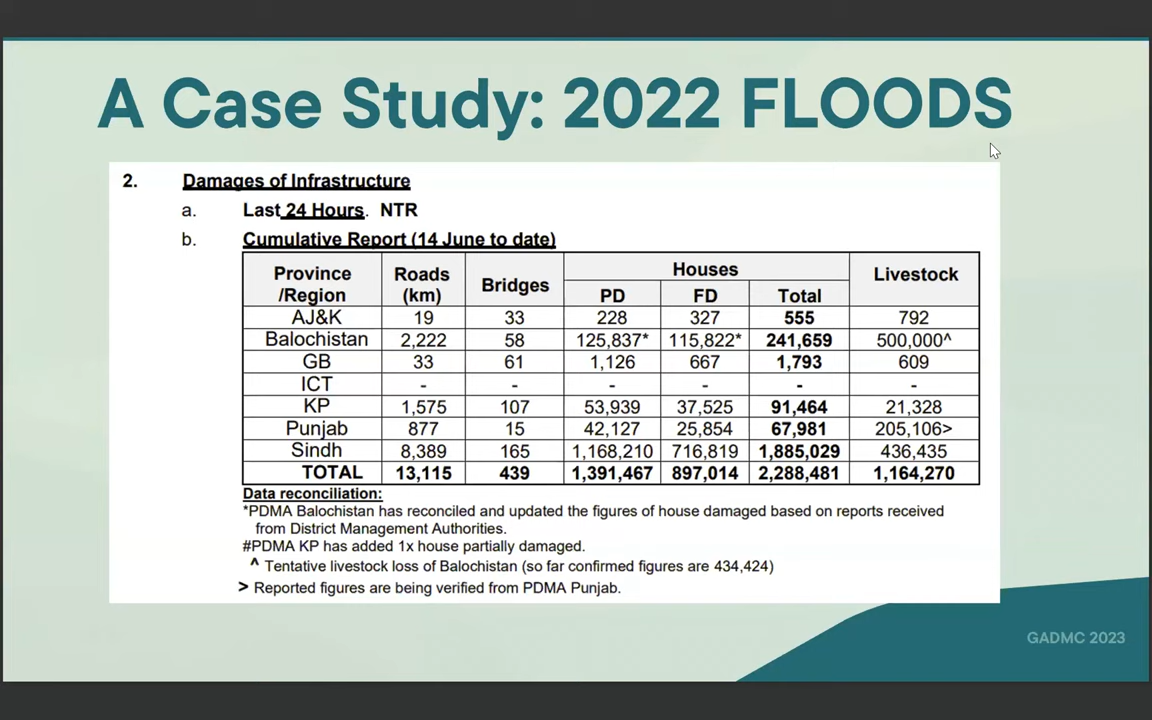 A Case Study: 2022 FLOODS
2. Damages of Infrastructure
a. Last 24 Hours. NTR
b. Cumulative Report (14 June to date)
Province /Region Roads (km) Bridges Houses Livestock
PD FD Total
AJ&K 19 33 228 327 555 792
Balochistan 2,222 58 125,837* 115,822* 241,659 500,000^
GB 33 61 1,126 667 1,793 609
ICT - - - - - -
KP 1,575 107 53,939 37,525 91,464 21,328
Punjab 877 15 42,127 25,854 67,981 205,106>
Sindh 8,389 165 1,168,210 716,819 1,885,029 436,435
TOTAL 13,115 439 1,391,467 897,014 2,288,481 1,164,270
Data reconciliation:
*PDMA Balochistan has reconciled and updated the figures of house damaged based on reports received
from District Management Authorities.
#PDMA KP has added 1x house partially damaged.
^ Tentative livestock loss of Balochistan (so far confirmed figures are 434,424)
> Reported figures are being verified from PDMA Punjab.
GADMC 2023